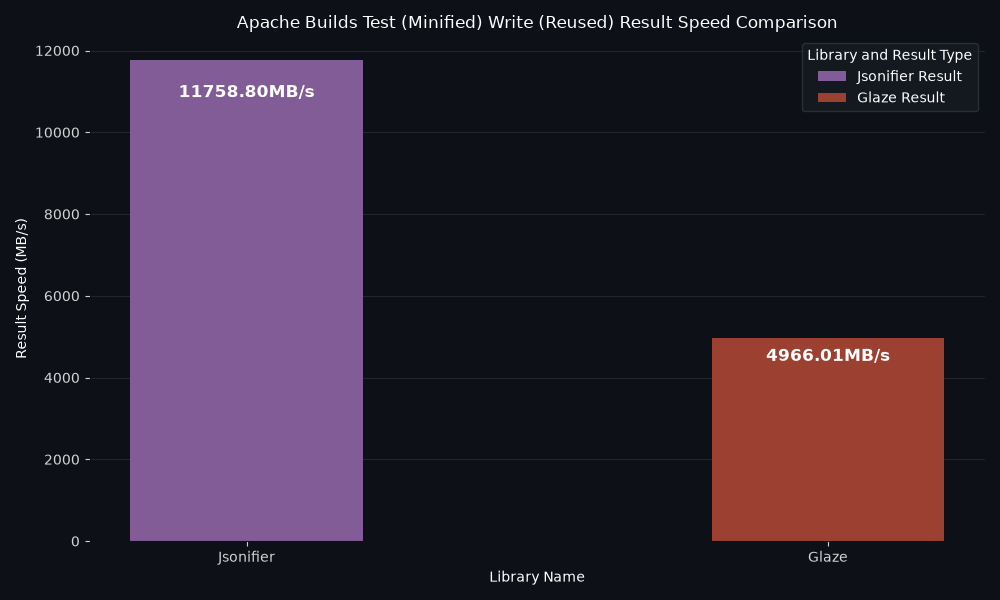 Apache Builds Test (Minified) Write (Reused) Result Speed Comparison
Library and Result Type
Jsonifier Result
Glaze Result
12000
10000
8000
6000
4000
2000
0
Result Speed (MB/s)
11758.80MB/s
4966.01MB/s
Jsonifier
Glaze
Library Name